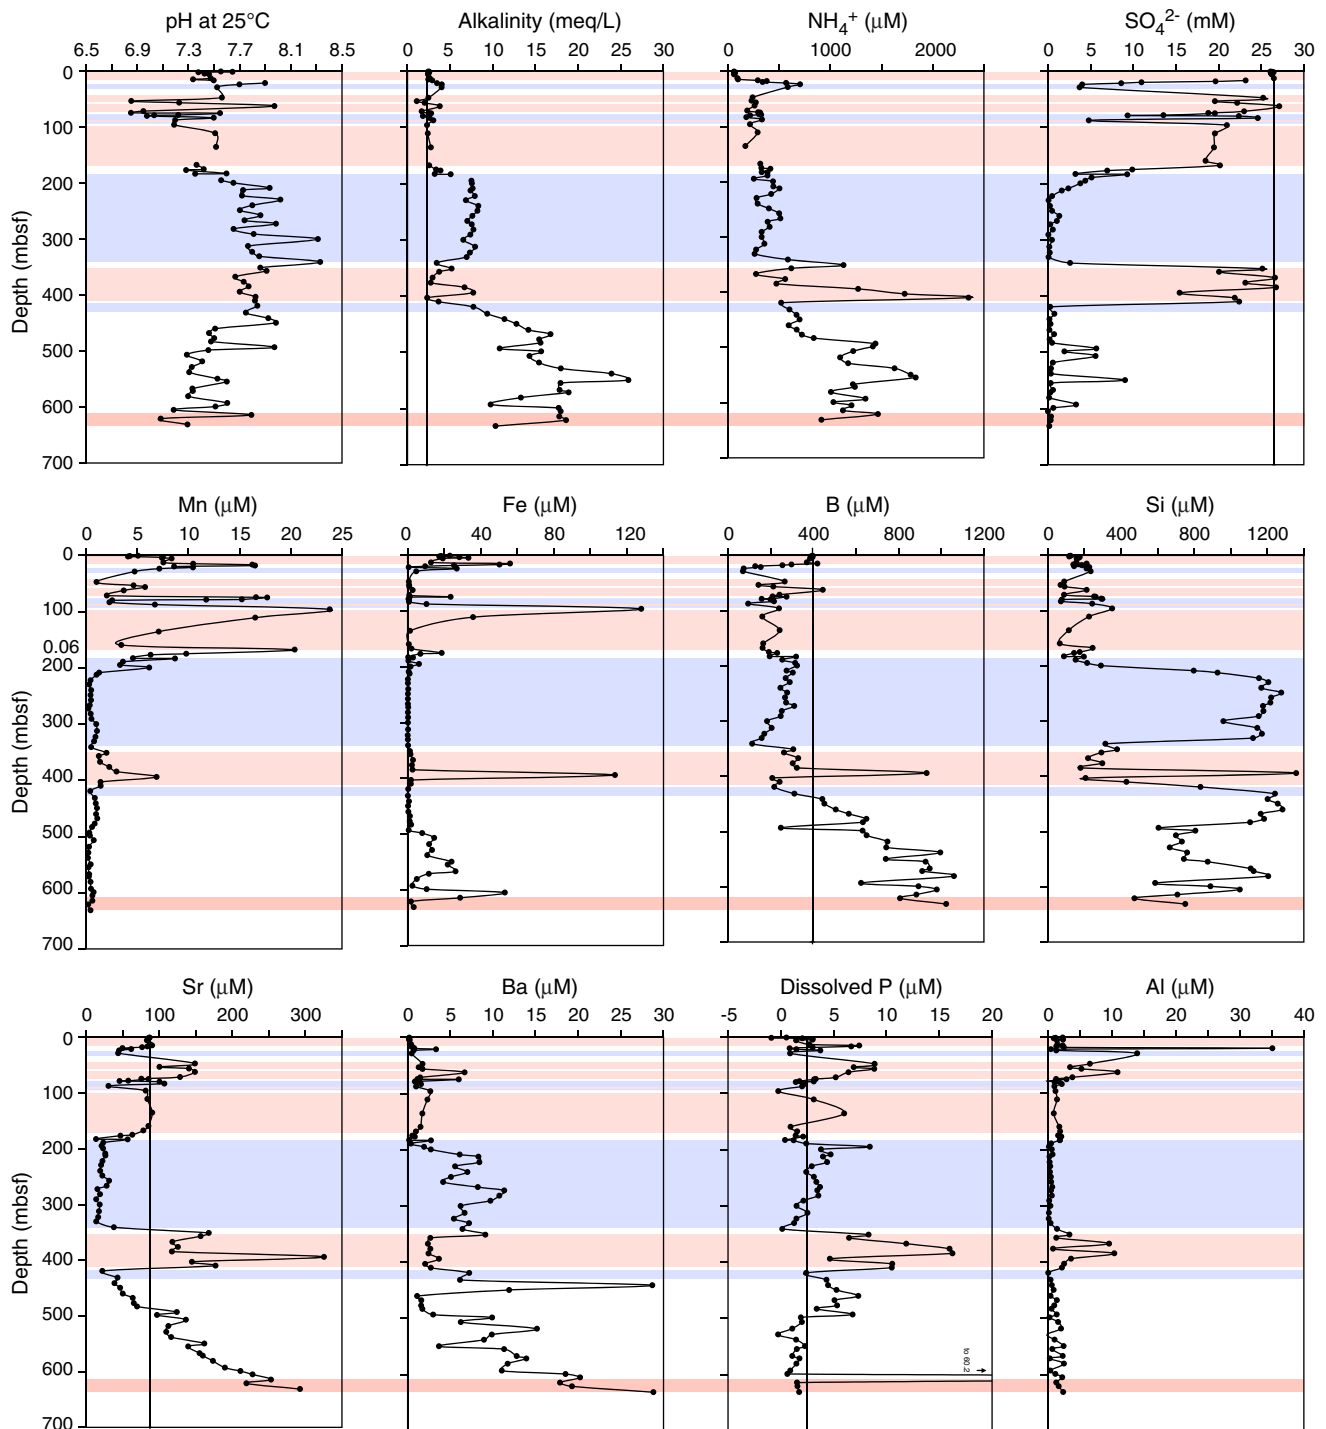 pH at 25°C Alkalinity (meq/L) NH₄⁺ (µM) SO₄²⁻ (mM)
6.5 6.9 7.3 7.7 8.1 8.5 0 5 10 15 20 25 30 0 1000 2000 0 5 10 15 20 25 30
0
100
200
300
400
500
600
700
Depth (mbsf)
Mn (µM) Fe (µM) B (µM) Si (µM)
0 5 10 15 20 25 0 40 80 120 0 400 800 1200 0 400 800 1200
0
100
0.06
200
300
400
500
600
700
Depth (mbsf)
Sr (µM) Ba (µM) Dissolved P (µM) Al (µM)
0 100 200 300 0 5 10 15 20 25 30 -5 0 5 10 15 20 0 10 20 30 40
0
100
200
300
400
500
600
700
Depth (mbsf)
to 60.2